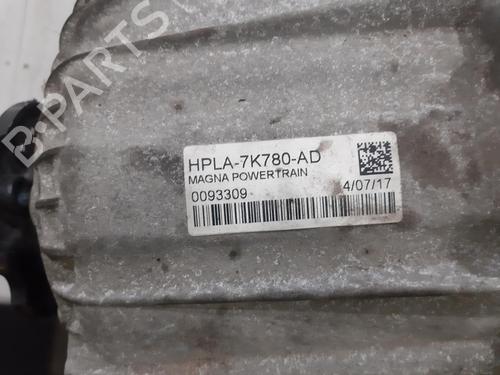 B-PARTS
HPLA-7K780-AD
MAGNA POWERTRAIN
0093309
4/07/17